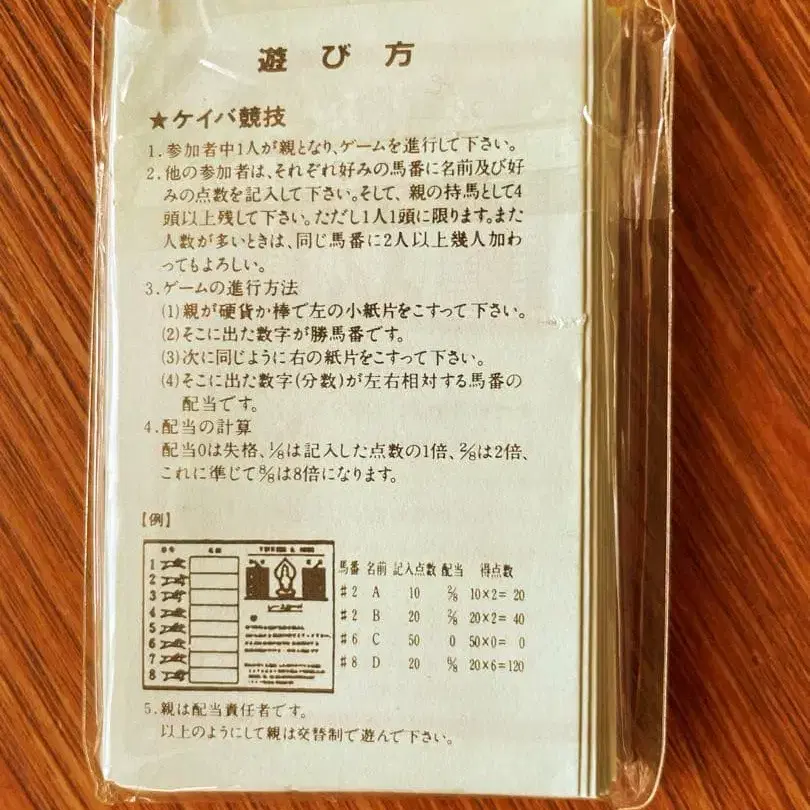 遊び方
★ケイバ競技
1.参加者中1人が親となり、ゲームを進行して下さい。
2.他の参加者は、それぞれ好みの馬番に名前及び好
みの点数を記入して下さい。そして、親の持馬として4
頭以上残して下さい。ただし1人1頭に限ります。また
人数が多いときは、同じ馬番に2人以上幾人加わ
ってもよろしい。
3.ゲームの進行方法
(1)親が硬貨か棒で左の小紙片をこすって下さい。
(2)そこに出た数字が勝馬番です。
(3)次に同じように右の紙片をこすって下さい。
(4)そこに出た数字(分数)が左右相対する馬番の
配当です。
4.配当の計算
配当0は失格、1/8は記入した点数の1倍、2/8は2倍、
これに準じて8/8は8倍になります。
【例】
1
2
3
4
5
6
7
8
馬番 名前 記入点数 配当 得点数
#2 A 10 2/8 10×2= 20
#2 B 20 2/8 20×2= 40
#6 C 50 0 50×0= 0
#8 D 20 6/8 20×6=120
5.親は配当責任者です。
以上のようにして親は交替制で遊んで下さい。